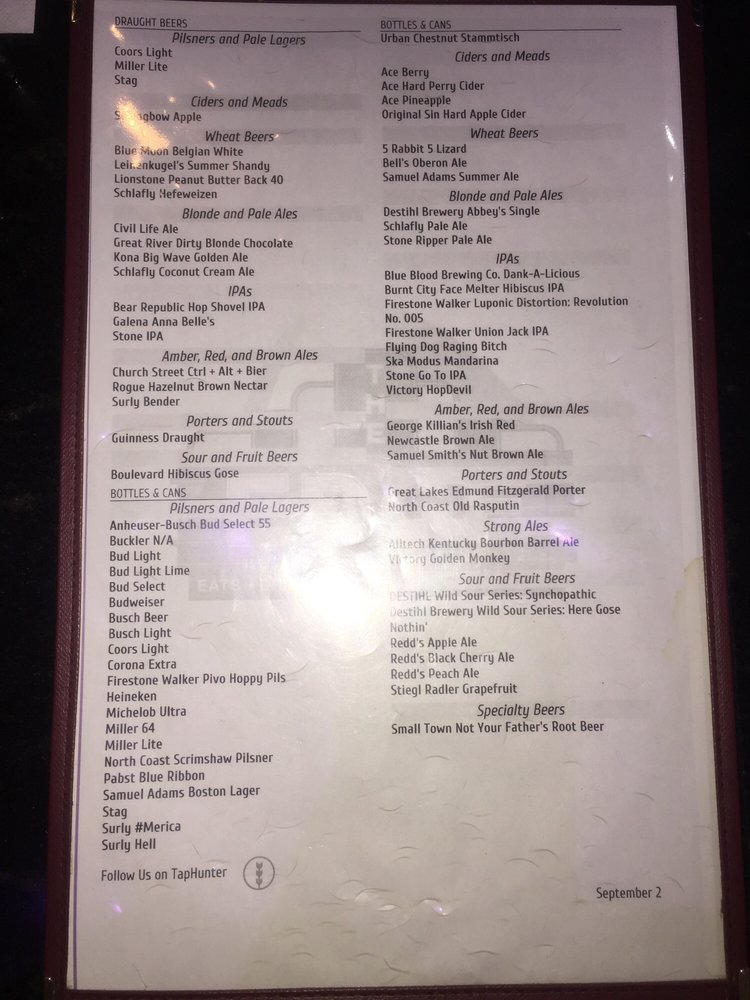 DRAUGHT BEERS
Pilsners and Pale Lagers
Coors Light
Miller Lite
Stag
Ciders and Meads
Apple
Wheat Beers
Blue Moon Belgian White
Leinenkugel's Summer Shandy
Lionstone Peanut Butter Back 40
Schlafly Hefeweizen
Blonde and Pale Ales
Civil Life Ale
Great River Dirty Blonde Chocolate
Kona Big Wave Golden Ale
Schlafly Coconut Cream Ale
IPAs
Bear Republic Hop Shovel IPA
Galena Anna Belle's
Stone IPA
Amber, Red, and Brown Ales
Church Street Ctrl + Alt + Bier
Rogue Hazelnut Brown Nectar
Surly Bender
Porters and Stouts
Guinness Draught
Sour and Fruit Beers
Boulevard Hibiscus Gose
BOTTLES & CANS
Pilsners and Pale Lagers
Anheuser-Busch Bud Select 55
Buckler N/A
Bud Light
Bud Light Lime
Bud Select
Budweiser
Busch Beer
Busch Light
Coors Light
Corona Extra
Firestone Walker Pivo Hoppy Pils
Heineken
Michelob Ultra
Miller 64
Miller Lite
North Coast Scrimshaw Pilsner
Pabst Blue Ribbon
Samuel Adams Boston Lager
Stag
Surly #Merica
Surly Hell
Follow Us on TapHunter
BOTTLES & CANS
Urban Chestnut Stammtisch
Ciders and Meads
Ace Berry
Ace Hard Perry Cider
Ace Pineapple
Original Sin Hard Apple Cider
Wheat Beers
5 Rabbit 5 Lizard
Bell's Oberon Ale
Samuel Adams Summer Ale
Blonde and Pale Ales
Destihl Brewery Abbey's Single
Schlafly Pale Ale
Stone Ripper Pale Ale
IPAs
Blue Blood Brewing Co. Dank-A-Licious
Burnt City Face Melter Hibiscus IPA
Firestone Walker Luponic Distortion: Revolution
No. 005
Firestone Walker Union Jack IPA
Flying Dog Raging Bitch
Ska Modus Mandarina
Stone Go To IPA
Victory HopDevil
Amber, Red, and Brown Ales
George Killian's Irish Red
Newcastle Brown Ale
Samuel Smith's Nut Brown Ale
Porters and Stouts
Great Lakes Edmund Fitzgerald Porter
North Coast Old Rasputin
Strong Ales
Alltech Kentucky Bourbon Barrel Ale
Victory Golden Monkey
Sour and Fruit Beers
DESTIHL Wild Sour Series: Synchopathic
Destihl Brewery Wild Sour Series: Here Gose
Nothin'
Redd's Apple Ale
Redd's Black Cherry Ale
Redd's Peach Ale
Stiegl Radler Grapefruit
Specialty Beers
Small Town Not Your Father's Root Beer
September 2